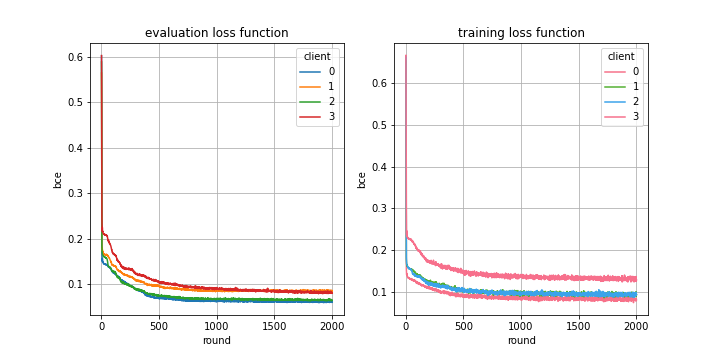 evaluation loss function
client
0
1
2
3
0.6
0.5
0.4
0.3
0.2
0.1
bce
0 500 1000 1500 2000
round
training loss function
client
0
1
2
3
0.6
0.5
0.4
0.3
0.2
0.1
bce
0 500 1000 1500 2000
round